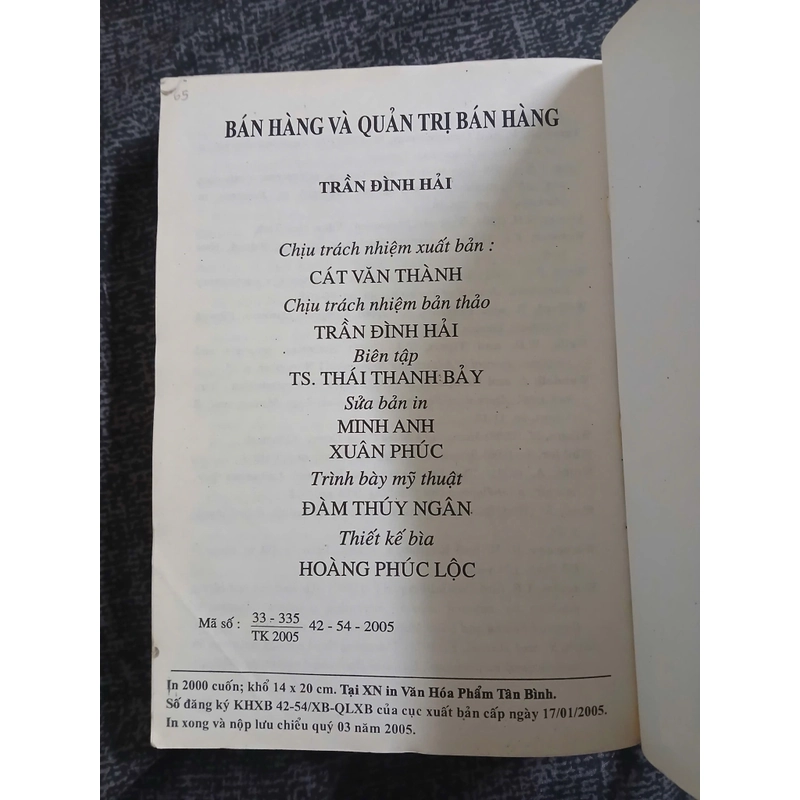 65
BÁN HÀNG VÀ QUẢN TRỊ BÁN HÀNG
TRẦN ĐÌNH HẢI
Chịu trách nhiệm xuất bản :
CÁT VĂN THÀNH
Chịu trách nhiệm bản thảo
TRẦN ĐÌNH HẢI
Biên tập
TS. THÁI THANH BẢY
Sửa bản in
MINH ANH
XUÂN PHÚC
Trình bày mỹ thuật
ĐÀM THÚY NGÂN
Thiết kế bìa
HOÀNG PHÚC LỘC
Mã số : 33 - 335 42 - 54 - 2005
TK 2005
In 2000 cuốn; khổ 14 x 20 cm. Tại XN in Văn Hóa Phẩm Tân Bình.
Số đăng ký KHXB 42-54/XB-QLXB của cục xuất bản cấp ngày 17/01/2005.
In xong và nộp lưu chiểu quý 03 năm 2005.